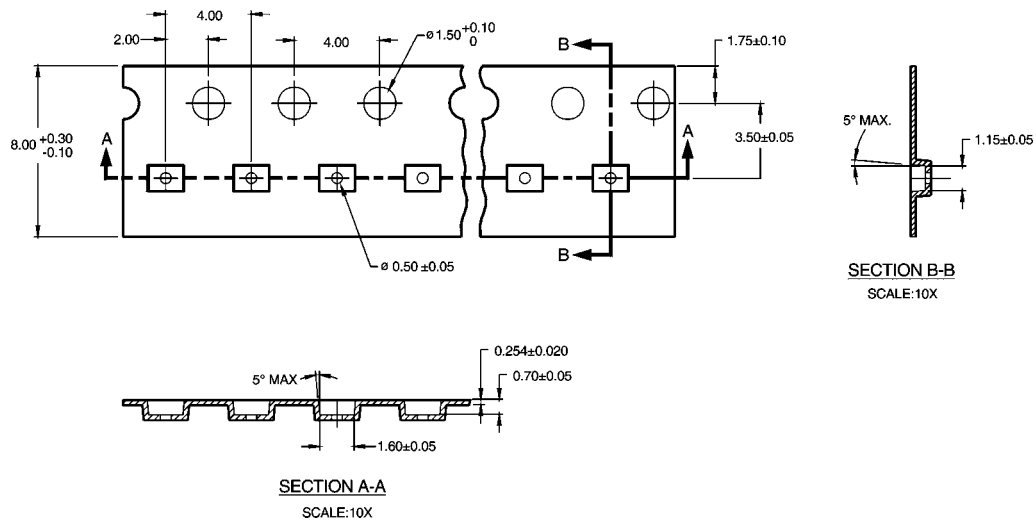 4.00
2.00
4.00
ø1.50 +0.10
0
B
1.75±0.10
8.00 +0.30
-0.10
A
A
3.50±0.05
5° MAX.
1.15±0.05
B
ø 0.50 ±0.05
SECTION B-B
SCALE:10X
0.254±0.020
5° MAX
0.70±0.05
1.60±0.05
SECTION A-A
SCALE:10X